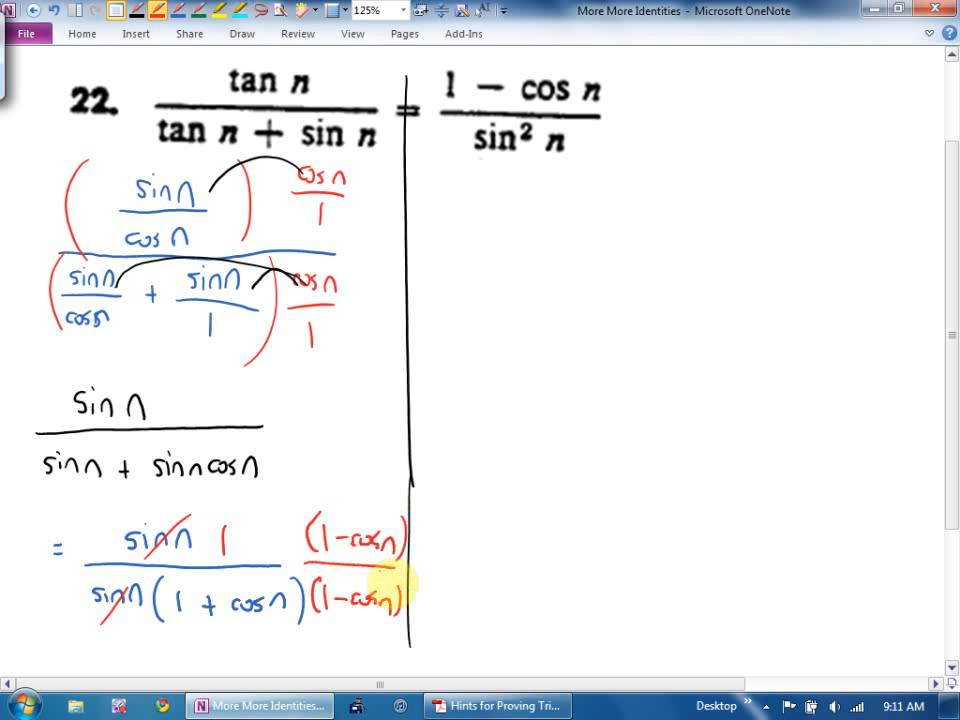 125%
More More Identities - Microsoft OneNote
File Home Insert Share Draw Review View Pages Add-Ins
22. tan n / tan n + sin n = 1 - cos n / sin² n
( sin n / cos n ) cos n / 1
( sin n / cos n + sin n / 1 ) cos n / 1
sin n
sin n + sin n cos n
= sin n 1 (1 - cos n)
sin n (1 + cos n) (1 - cos n)
More More Identities...
Hints for Proving Tri...
Desktop »
9:11 AM